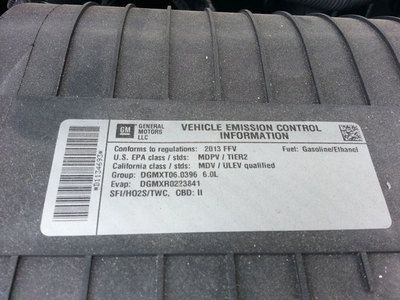 GM
GENERAL
MOTORS
LLC
VEHICLE EMISSION CONTROL
INFORMATION
Conforms to regulations: 2013 FFV Fuel: Gasoline/Ethanol
U.S. EPA class / stds: MDPV / TIER2
California class / stds: MDV / ULEV qualified
Group: DGMXT06.0396 6.0L
Evap: DGMXR0223841
SFI/HO2S/TWC, CBD: II